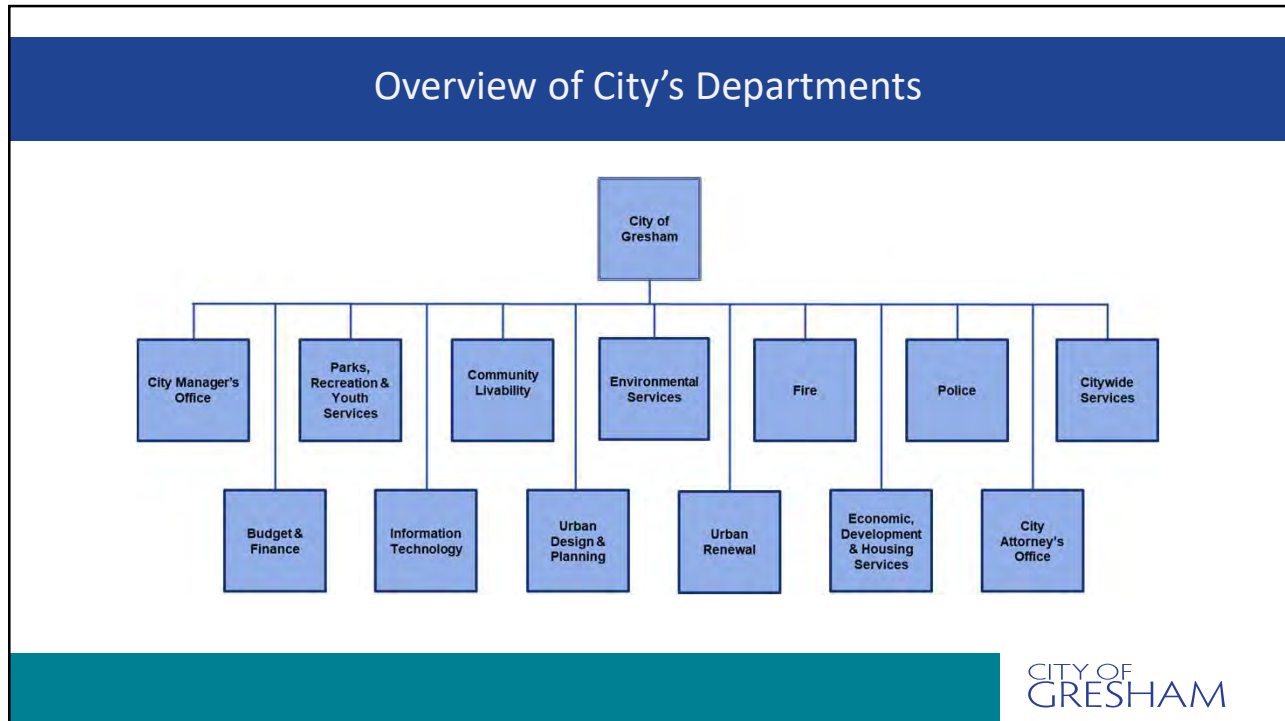 Overview of City’s Departments
City of
Gresham
City Manager's
Office
Parks,
Recreation &
Youth
Services
Community
Livability
Environmental
Services
Fire
Police
Citywide
Services
Budget &
Finance
Information
Technology
Urban
Design &
Planning
Urban
Renewal
Economic,
Development
& Housing
Services
City
Attorney's
Office
CITY OF
GRESHAM